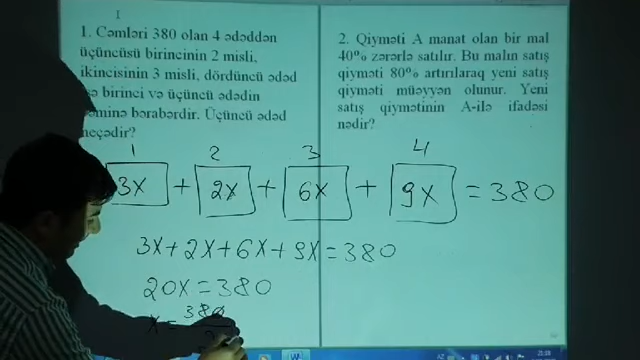 1. Cəmləri 380 olan 4 ədəddən
üçüncüsü birincinin 2 misli,
ikincisinin 3 misli, dördüncü ədəd
birinci və üçüncü ədədin
bərabərdir. Üçüncü ədəd
neçədir?
2. Qiyməti A manat olan bir mal
40% zərərlə satılır. Bu malın satış
qiyməti 80% artırılaraq yeni satış
qiyməti müəyyən olunur. Yeni
satış qiymətinin A-ilə ifadəsi
nədir?
1 2 3 4
3x + 2x + 6x + 9x = 380
3x+2x+6x+9x=380
20x=380
x = 380